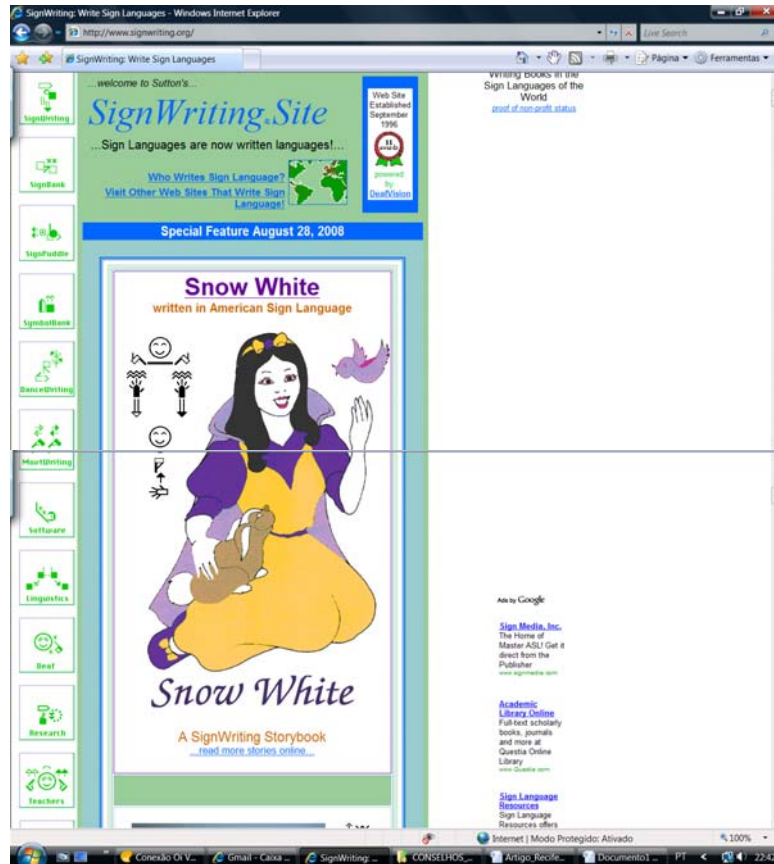 SignWriting: Write Sign Languages - Windows Internet Explorer
http://www.signwriting.org/
Live Search
SignWriting: Write Sign Languages
Página
Ferramentas
SignWriting
SignBank
SignPuddle
SymbolBank
DanceWriting
MovtWriting
Software
Linguistics
Deaf
Research
Teachers
...welcome to Sutton's...
SignWriting® Site
...Sign Languages are now written languages!...
Who Writes Sign Language?
Visit Other Web Sites That Write Sign
Language!
Web Site
Established
September
1996
11
awards
powered
by
DeafVision
Special Feature August 28, 2008
Snow White
written in American Sign Language
Snow White
A SignWriting Storybook
...read more stories online...
Writing Books in the
Sign Languages of the
World
proof of non-profit status
Ads by Google
Sign Media, Inc.
The Home of
Master ASL! Get it
direct from the
Publisher
www.signmedia.com
Academic
Library Online
Full-text scholarly
books, journals
and more at
Questia Online
Library
www.Questia.com
Sign Language
Resources
Sign Language
Resources offers
Internet | Modo Protegido: Ativado
100%
Conexão Oi V...
Gmail - Caixa ...
SignWriting: ...
CONSELHOS_...
Artigo_Recife...
Documento1 ...
PT